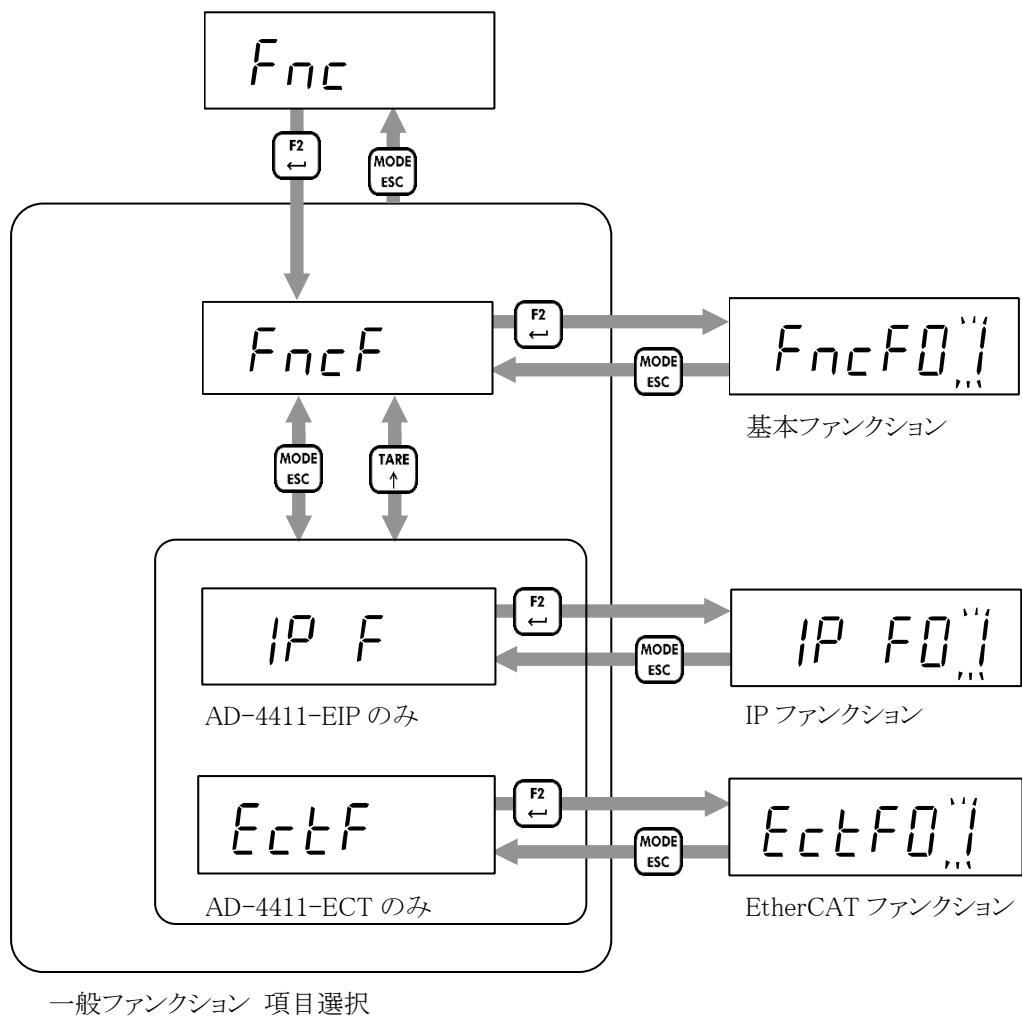 Fnc
F2
←
MODE
ESC
FncF
F2
←
MODE
ESC
FncF01
基本ファンクション
MODE
ESC
TARE
↑
IP F
F2
←
MODE
ESC
IP F01
AD-4411-EIP のみ
IP ファンクション
EctF
F2
←
MODE
ESC
EctF01
AD-4411-ECT のみ
EtherCAT ファンクション
一般ファンクション 項目選択